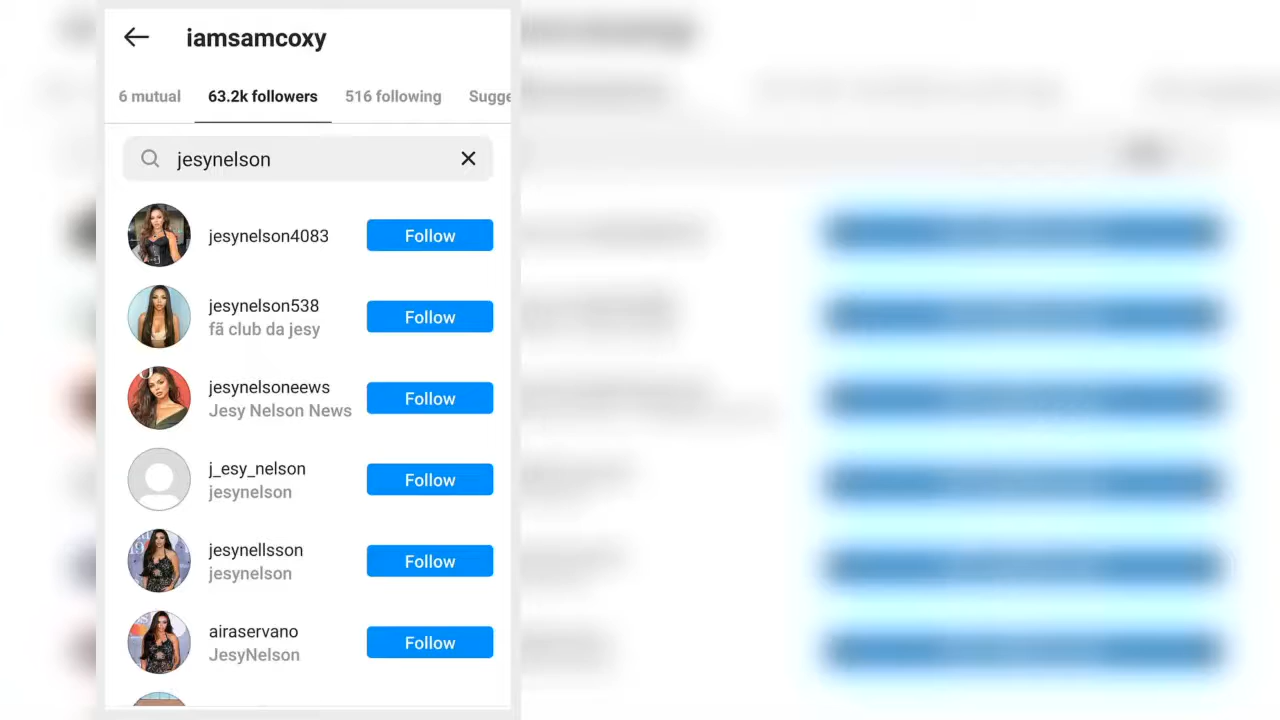 iamsamcoxy
6 mutual 63.2k followers 516 following Sugge
jesynelson
jesynelson4083 Follow
jesynelson538
fã club da jesy
Follow
jesynelsoneews
Jesy Nelson News
Follow
j_esy_nelson
jesynelson
Follow
jesynellsson
jesynelson
Follow
airaservano
JesyNelson
Follow